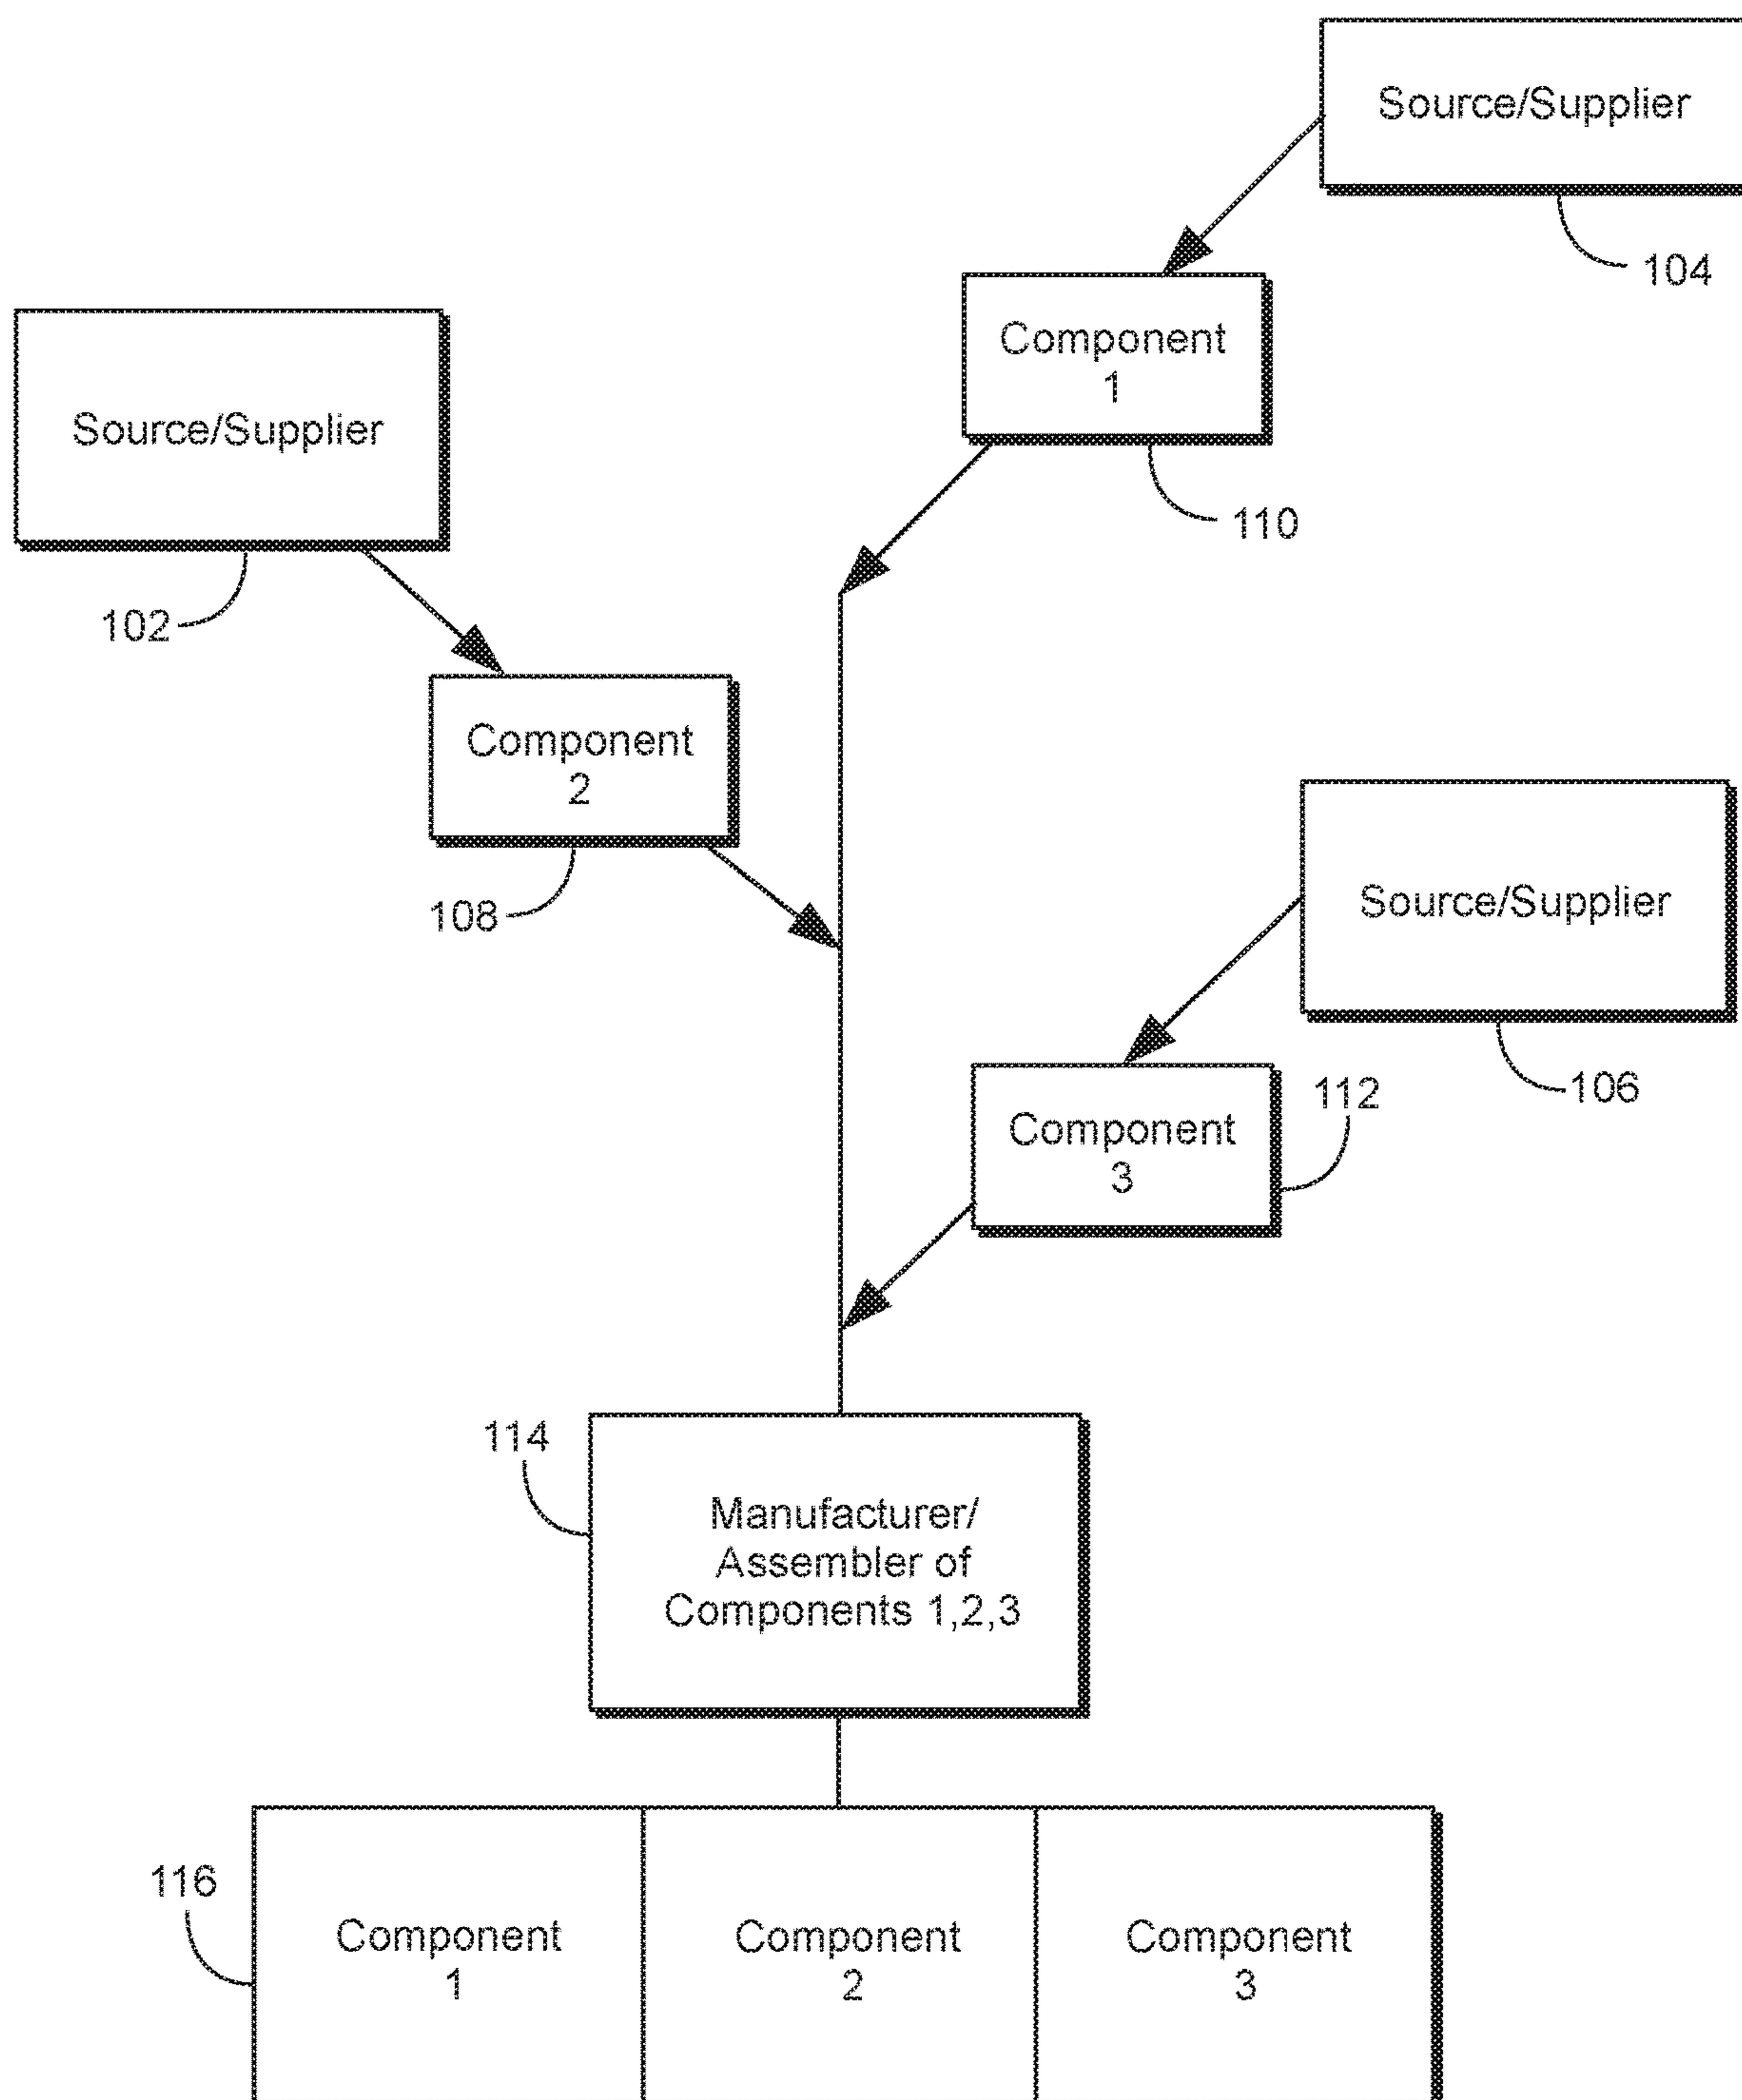 Source/Supplier
104
Component
1
110
Source/Supplier
102
Component
2
108
Source/Supplier
106
112
Component
3
114
Manufacturer/
Assembler of
Components 1,2,3
116
Component
1
Component
2
Component
3